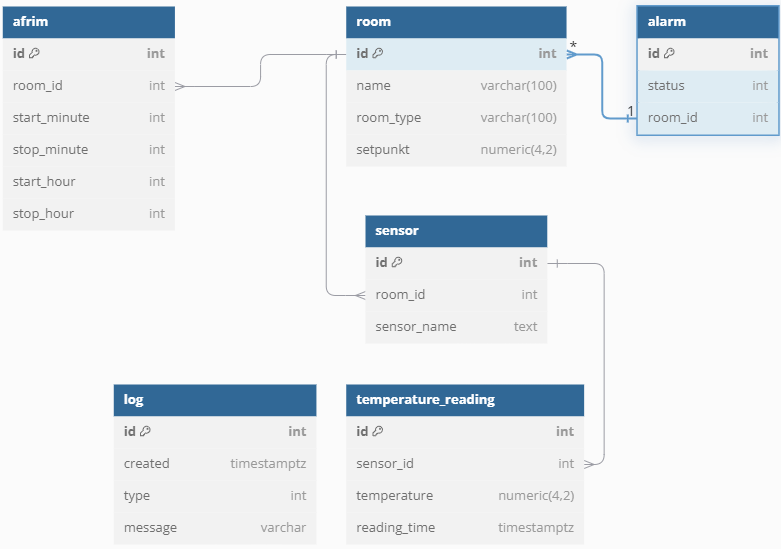 afrim
id int
room_id int
start_minute int
stop_minute int
start_hour int
stop_hour int
room
id int
name varchar(100)
room_type varchar(100)
setpunkt numeric(4,2)
*
1
alarm
id int
status int
room_id int
sensor
id int
room_id int
sensor_name text
log
id int
created timestamptz
type int
message varchar
temperature_reading
id int
sensor_id int
temperature numeric(4,2)
reading_time timestamptz